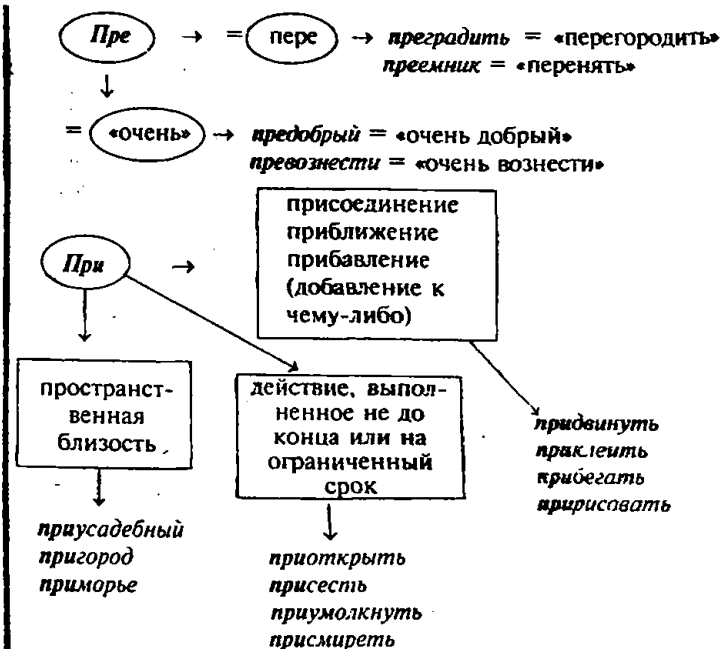 Пре → = пере → преградить = «перегородить»
преемник = «перенять»
= «очень» → предобрый = «очень добрый»
превознести = «очень вознести»
При →
присоединение
приближение
прибавление
(добавление к
чему-либо)
пространст-
венная
близость
действие, выпол-
ненное не до
конца или на
ограниченный
срок
придвинуть
приклеить
прибегать
пририсовать
приусадебный
пригород
приморье
приоткрыть
присесть
приумолкнуть
присмиреть